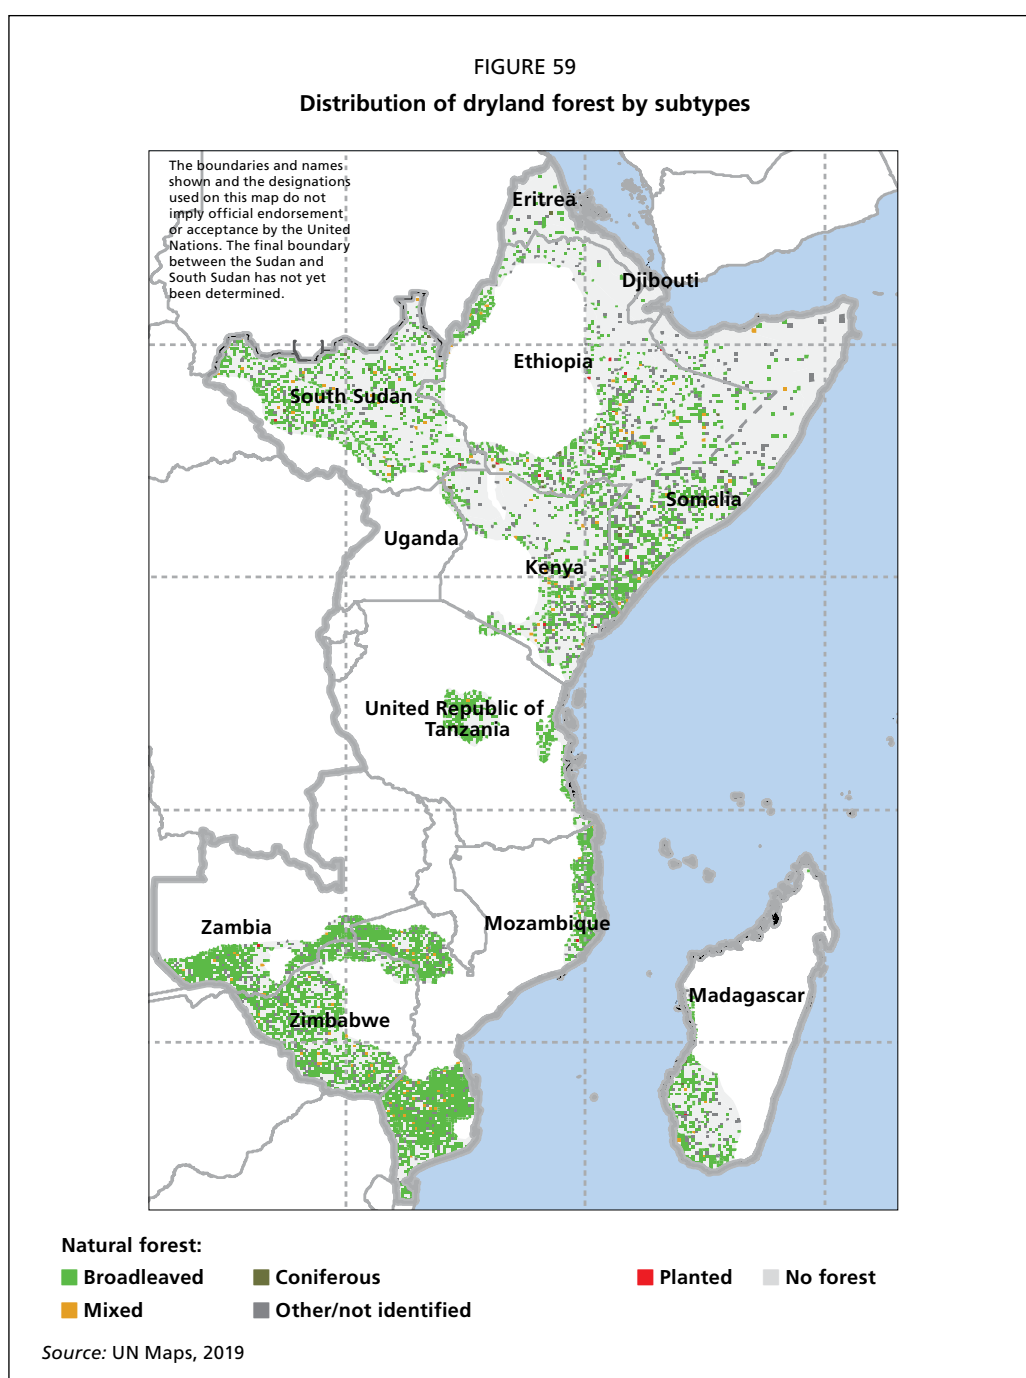 FIGURE 59
Distribution of dryland forest by subtypes
The boundaries and names
shown and the designations
used on this map do not
imply official endorsement
or acceptance by the United
Nations. The final boundary
between the Sudan and
South Sudan has not yet
been determined.
Eritrea
Djibouti
Ethiopia
South Sudan
Somalia
Uganda
Kenya
United Republic of
Tanzania
Zambia
Mozambique
Madagascar
Zimbabwe
Natural forest:
Broadleaved
Coniferous
Planted
No forest
Mixed
Other/not identified
Source: UN Maps, 2019